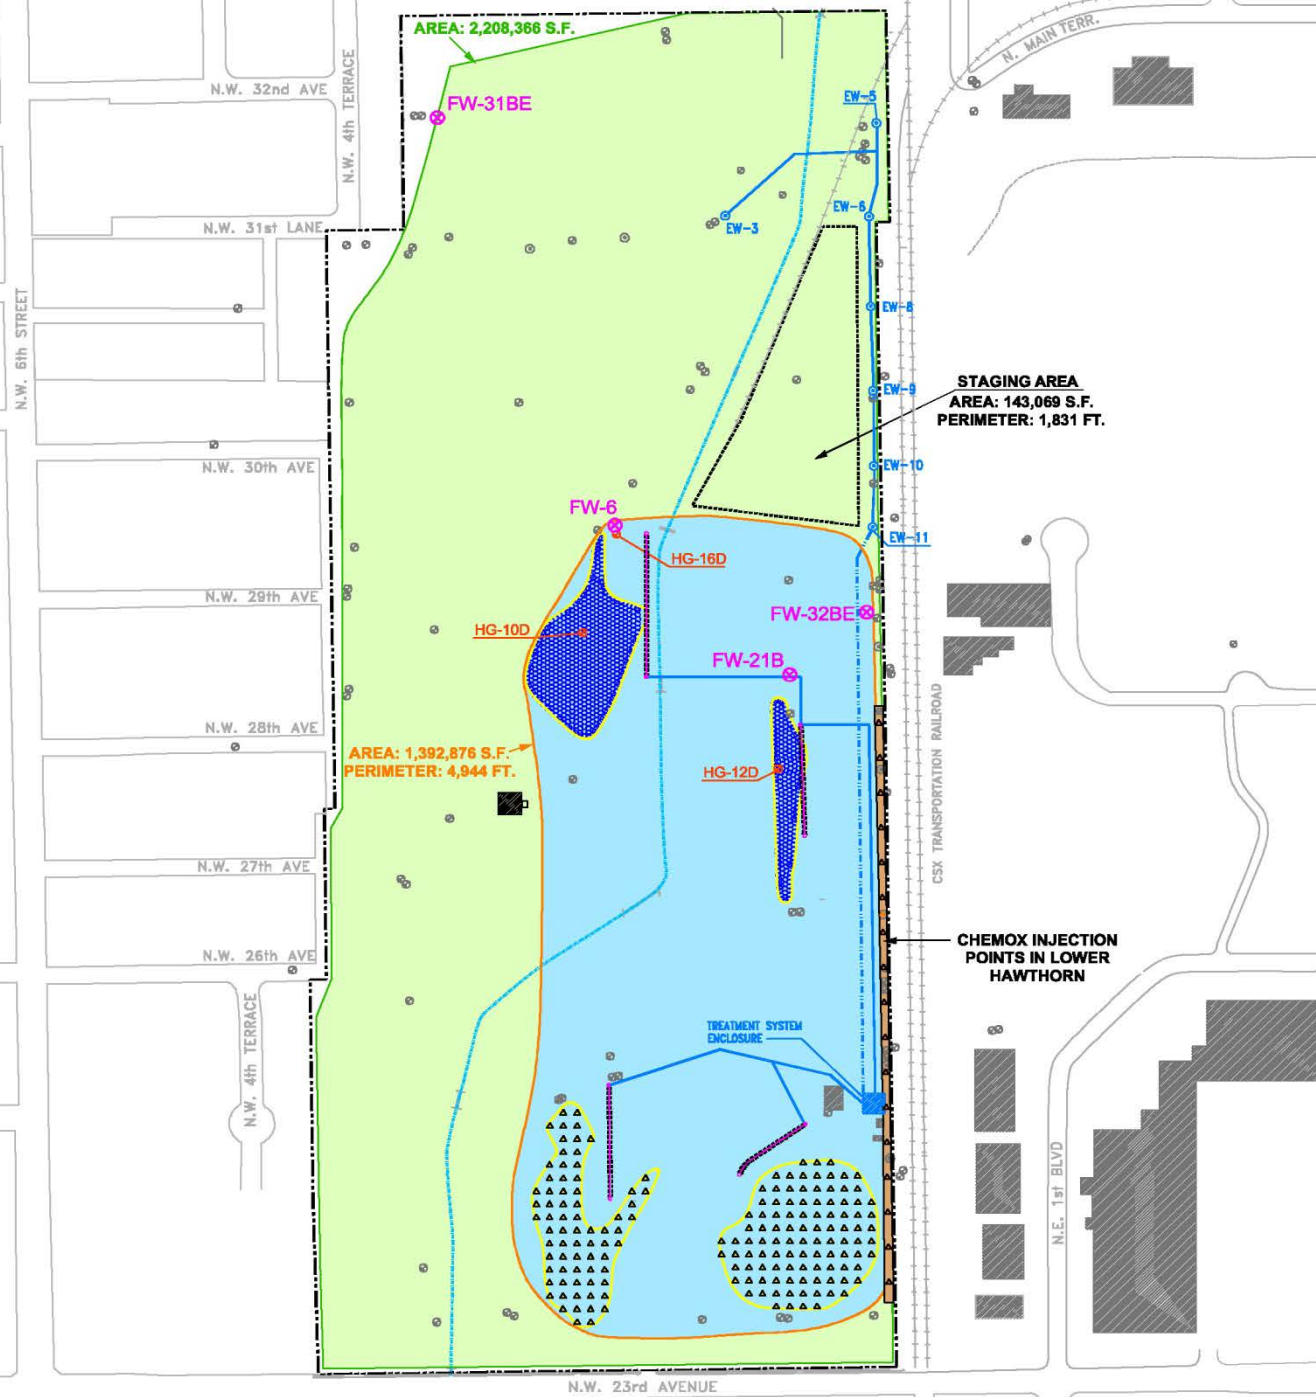 AREA: 2,208,366 S.F.
N. MAIN TERR.
N.W. 32nd AVE
N.W. 4th TERRACE
FW-31BE
EW-5
EW-3
EW-6
N.W. 31st LANE
N.W. 6th STREET
EW-8
EW-9
STAGING AREA
AREA: 143,069 S.F.
PERIMETER: 1,831 FT.
N.W. 30th AVE
EW-10
FW-6
EW-11
HG-16D
N.W. 29th AVE
FW-32BE
HG-10D
FW-21B
N.W. 28th AVE
AREA: 1,392,876 S.F.
PERIMETER: 4,944 FT.
HG-12D
CSX TRANSPORTATION RAILROAD
N.W. 27th AVE
N.W. 26th AVE
CHEMOX INJECTION
POINTS IN LOWER
HAWTHORN
N.W. 4th TERRACE
TREATMENT SYSTEM
ENCLOSURE
N.E. 1st BLVD
N.W. 23rd AVENUE